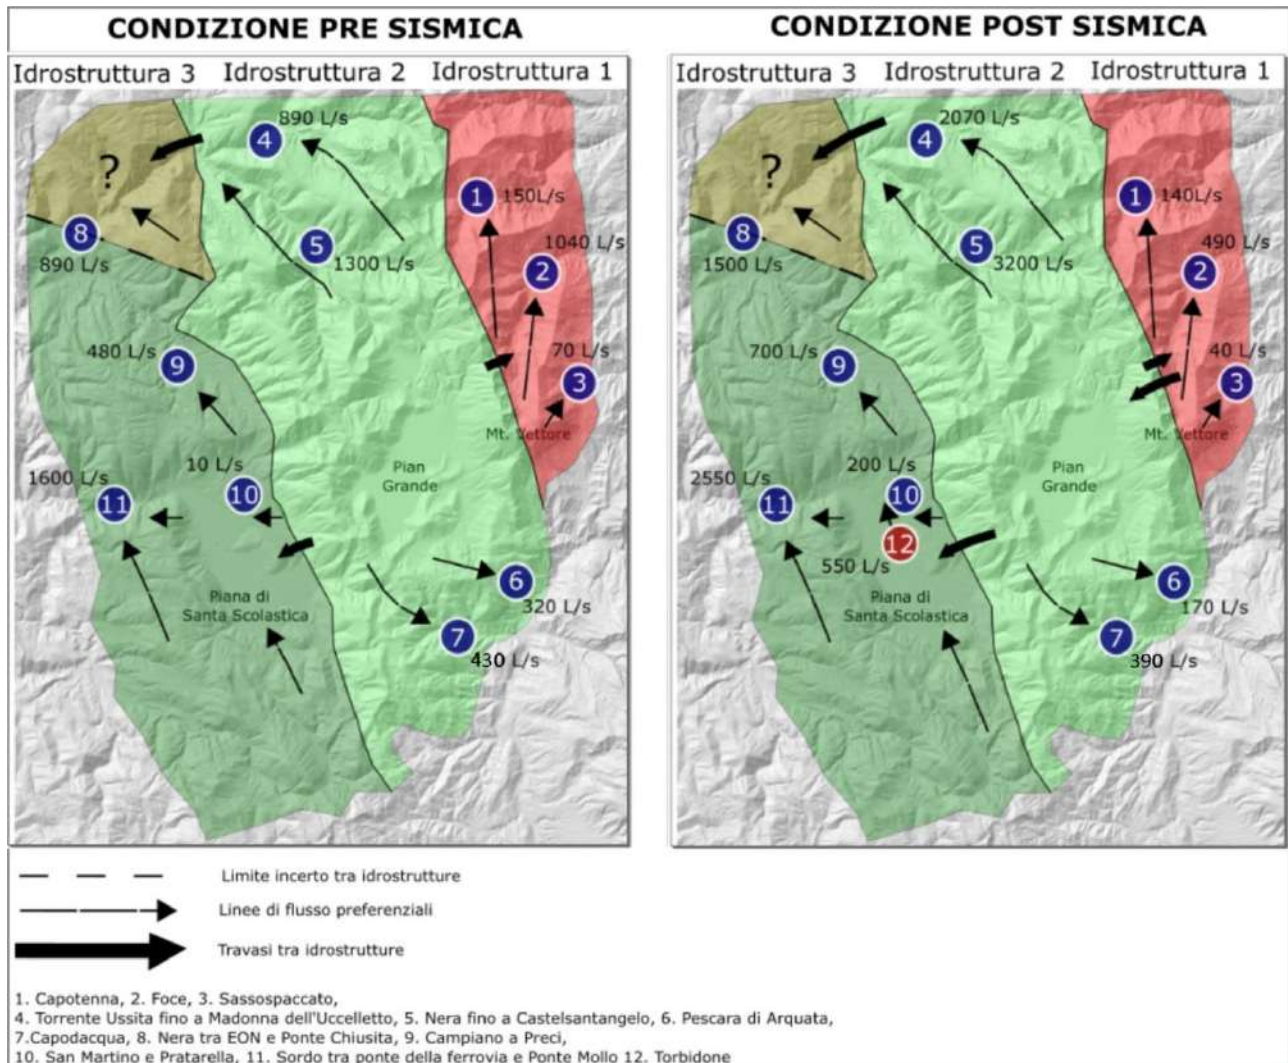 CONDIZIONE PRE SISMICA
Idrostruttura 3 Idrostruttura 2 Idrostruttura 1
890 L/s
4
?
1 150L/s
8
5
1040 L/s
890 L/s
1300 L/s
2
480 L/s
9
70 L/s
3
Mt. Vettore
10 L/s
Pian
Grande
1600 L/s
11
10
6
Piana di
Santa Scolastica
320 L/s
7
430 L/s
CONDIZIONE POST SISMICA
Idrostruttura 3 Idrostruttura 2 Idrostruttura 1
2070 L/s
4
?
1 140L/s
8
5
490 L/s
1500 L/s
3200 L/s
2
700 L/s
9
40 L/s
3
Mt. Vettore
200 L/s
Pian
Grande
2550 L/s
11
10
12
550 L/s
6
Piana di
Santa Scolastica
170 L/s
7
390 L/s
Limite incerto tra idrostrutture
Linee di flusso preferenziali
Travasi tra idrostrutture
1. Capotenna, 2. Foce, 3. Sassospaccato,
4. Torrente Ussita fino a Madonna dell'Uccelletto, 5. Nera fino a Castelsantangelo, 6. Pescara di Arquata,
7.Capodacqua, 8. Nera tra EON e Ponte Chiusita, 9. Campiano a Preci,
10. San Martino e Pratarella, 11. Sordo tra ponte della ferrovia e Ponte Mollo 12. Torbidone